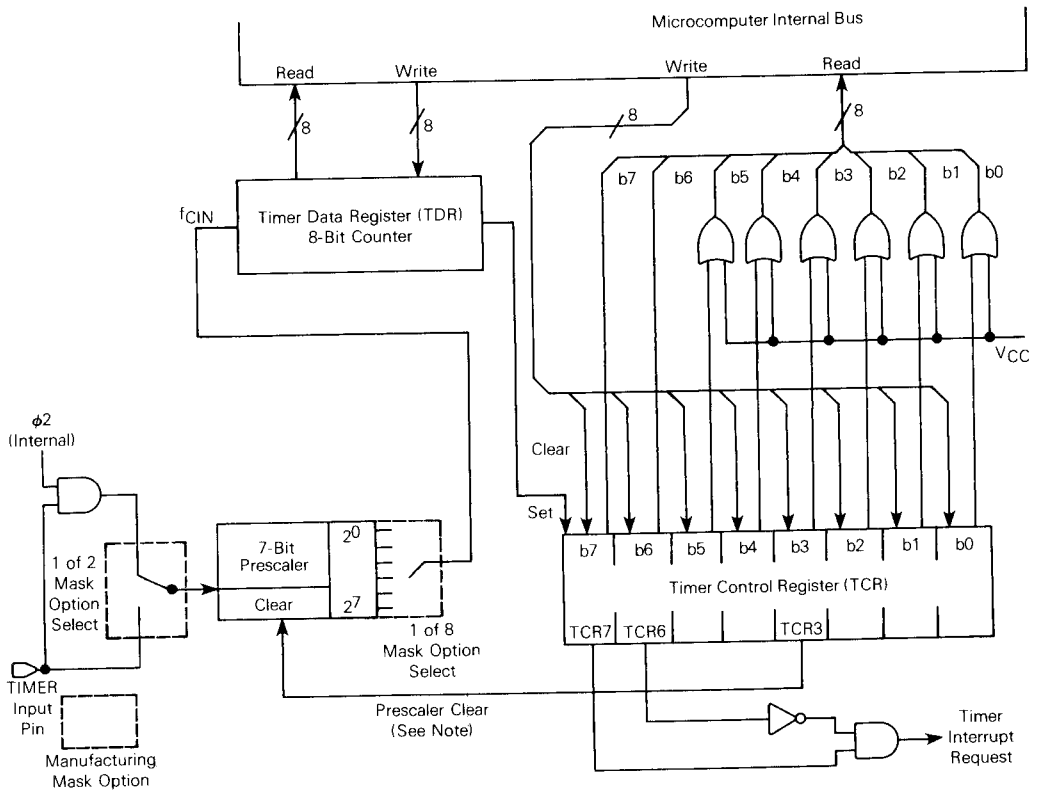 Microcomputer Internal Bus
Read
Write
Write
Read
8
8
8
8
b7
b6
b5
b4
b3
b2
b1
b0
fCIN
Timer Data Register (TDR)
8-Bit Counter
VCC
ϕ2
(Internal)
Clear
Set
1 of 2
Mask
Option
Select
7-Bit
Prescaler
Clear
2⁰
2⁷
1 of 8
Mask Option
Select
b7
b6
b5
b4
b3
b2
b1
b0
Timer Control Register (TCR)
TCR7
TCR6
TCR3
TIMER
Input
Pin
Prescaler Clear
(See Note)
Timer
Interrupt
Request
Manufacturing
Mask Option